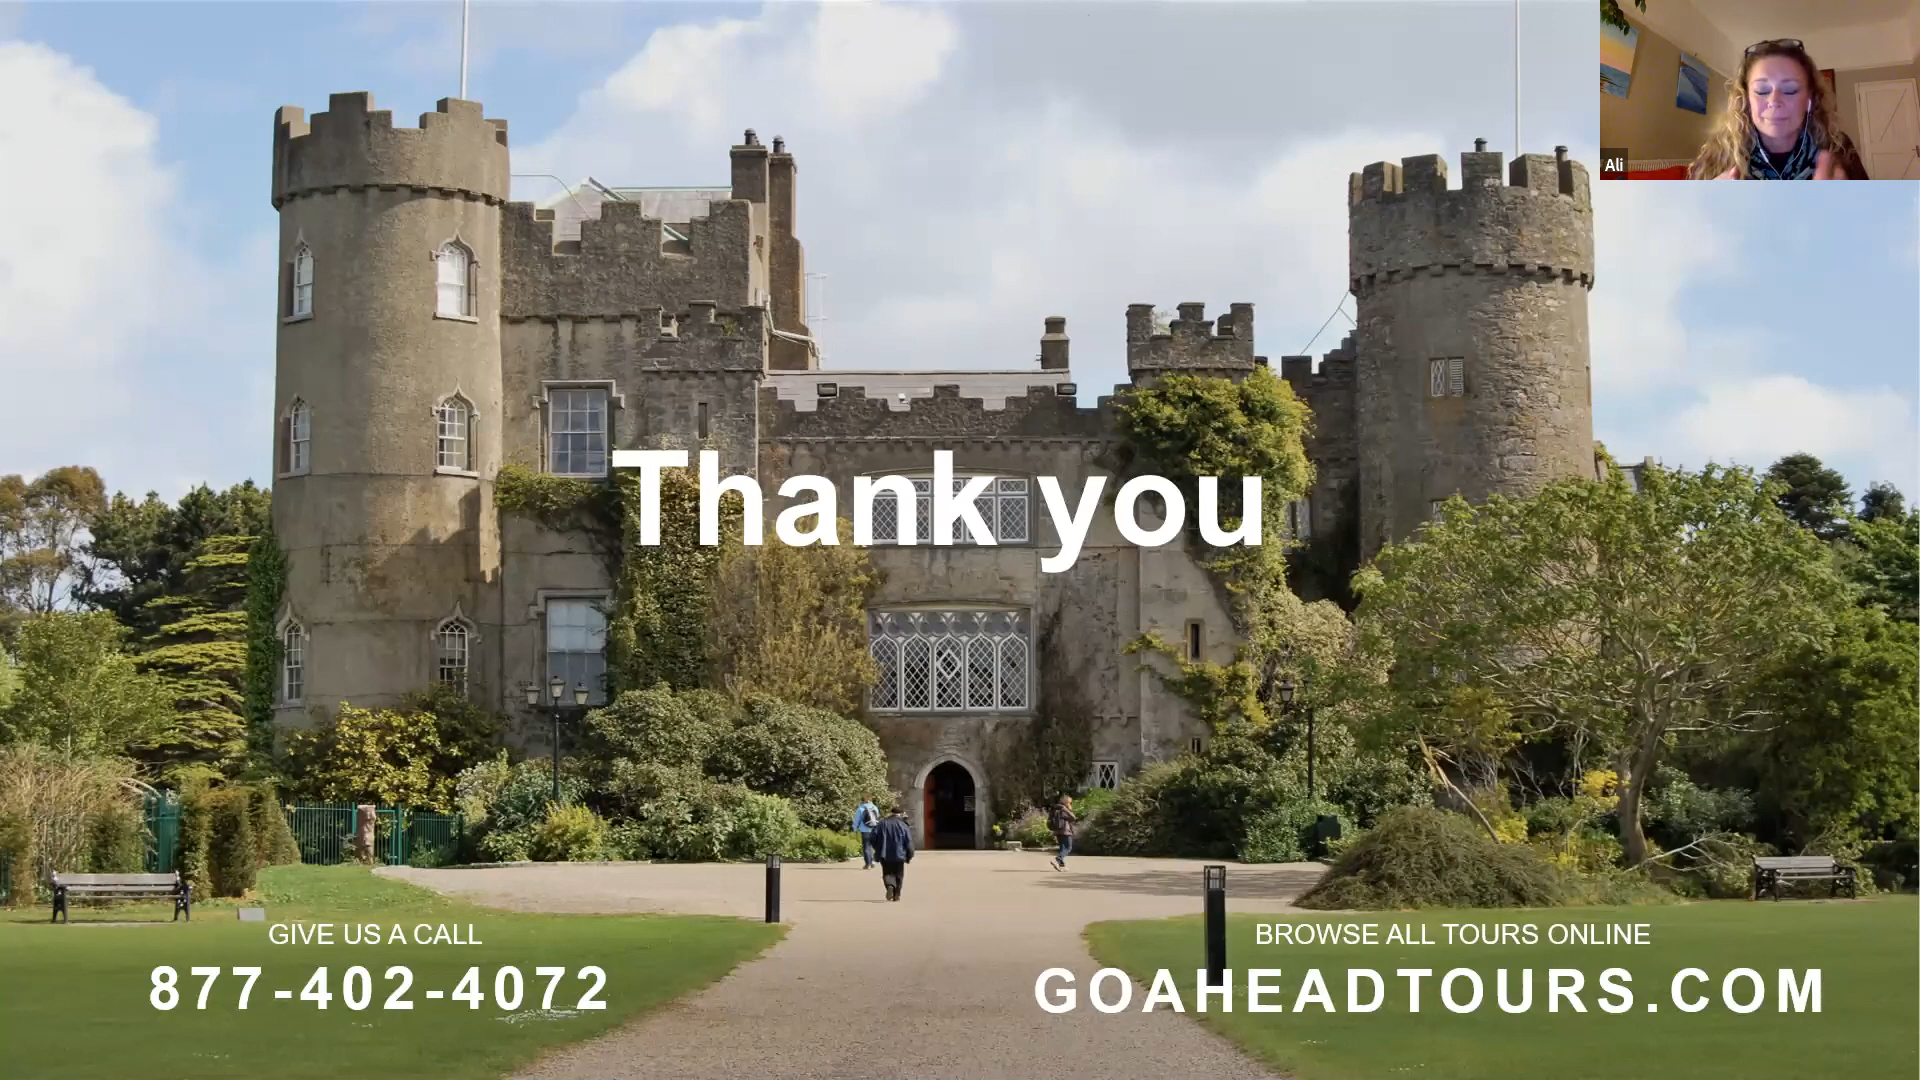 Ali
Thank you
GIVE US A CALL
877-402-4072
BROWSE ALL TOURS ONLINE
GOAHEADTOURS.COM